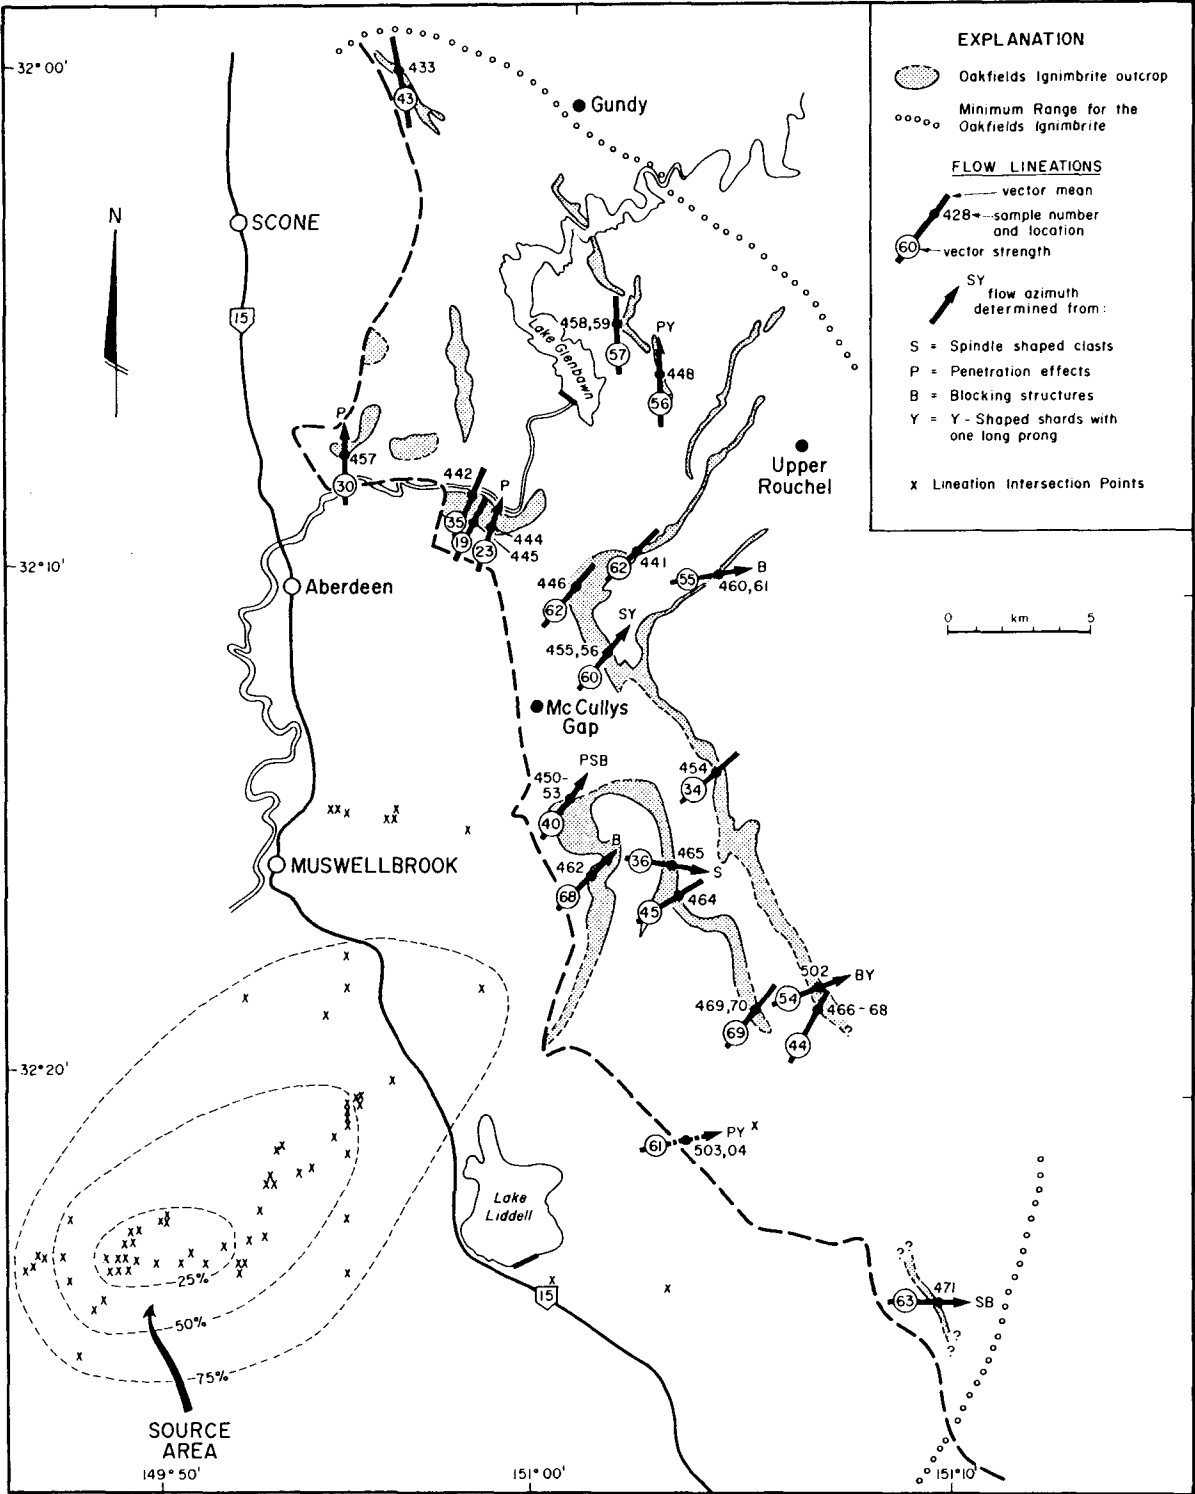 EXPLANATION
Oakfields Ignimbrite outcrop
Minimum Range for the
Oakfields Ignimbrite
FLOW LINEATIONS
vector mean
428
sample number
and location
60
vector strength
SY
flow azimuth
determined from:
S = Spindle shaped clasts
P = Penetration effects
B = Blocking structures
Y = Y-Shaped shards with
one long prong
x Lineation Intersection Points
32°00'
433
43
Gundy
N
SCONE
15
458,59
57
Lake Glenbawn
PY
448
56
P
457
30
442
P
35
19
23
444
445
Upper
Rouchel
32°10'
Aberdeen
446
62
62
441
55
B
460,61
0 km 5
SY
455,56
60
Mc Cullys
Gap
454
34
PSB
450-
53
40
MUSWELLBROOK
B
462
68
36
465
S
464
45
502
BY
54
469,70
69
466-68
44
32°20'
61
PY
503,04
Lake
Liddell
25%
50%
75%
15
? ?
471
63
SB
?
?
?
SOURCE
AREA
149°50'
151°00'
151°10'